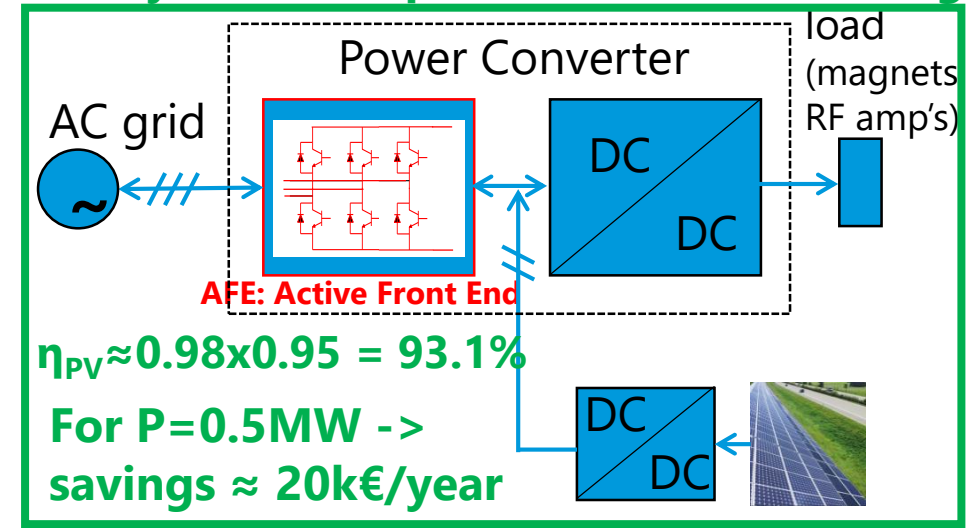 Power Converter
load
(magnets
RF amp's)
AC grid
~
DC
DC
AFE: Active Front End
ηPV≈0.98x0.95 = 93.1%
For P=0.5MW ->
savings ≈ 20k€/year
DC
DC